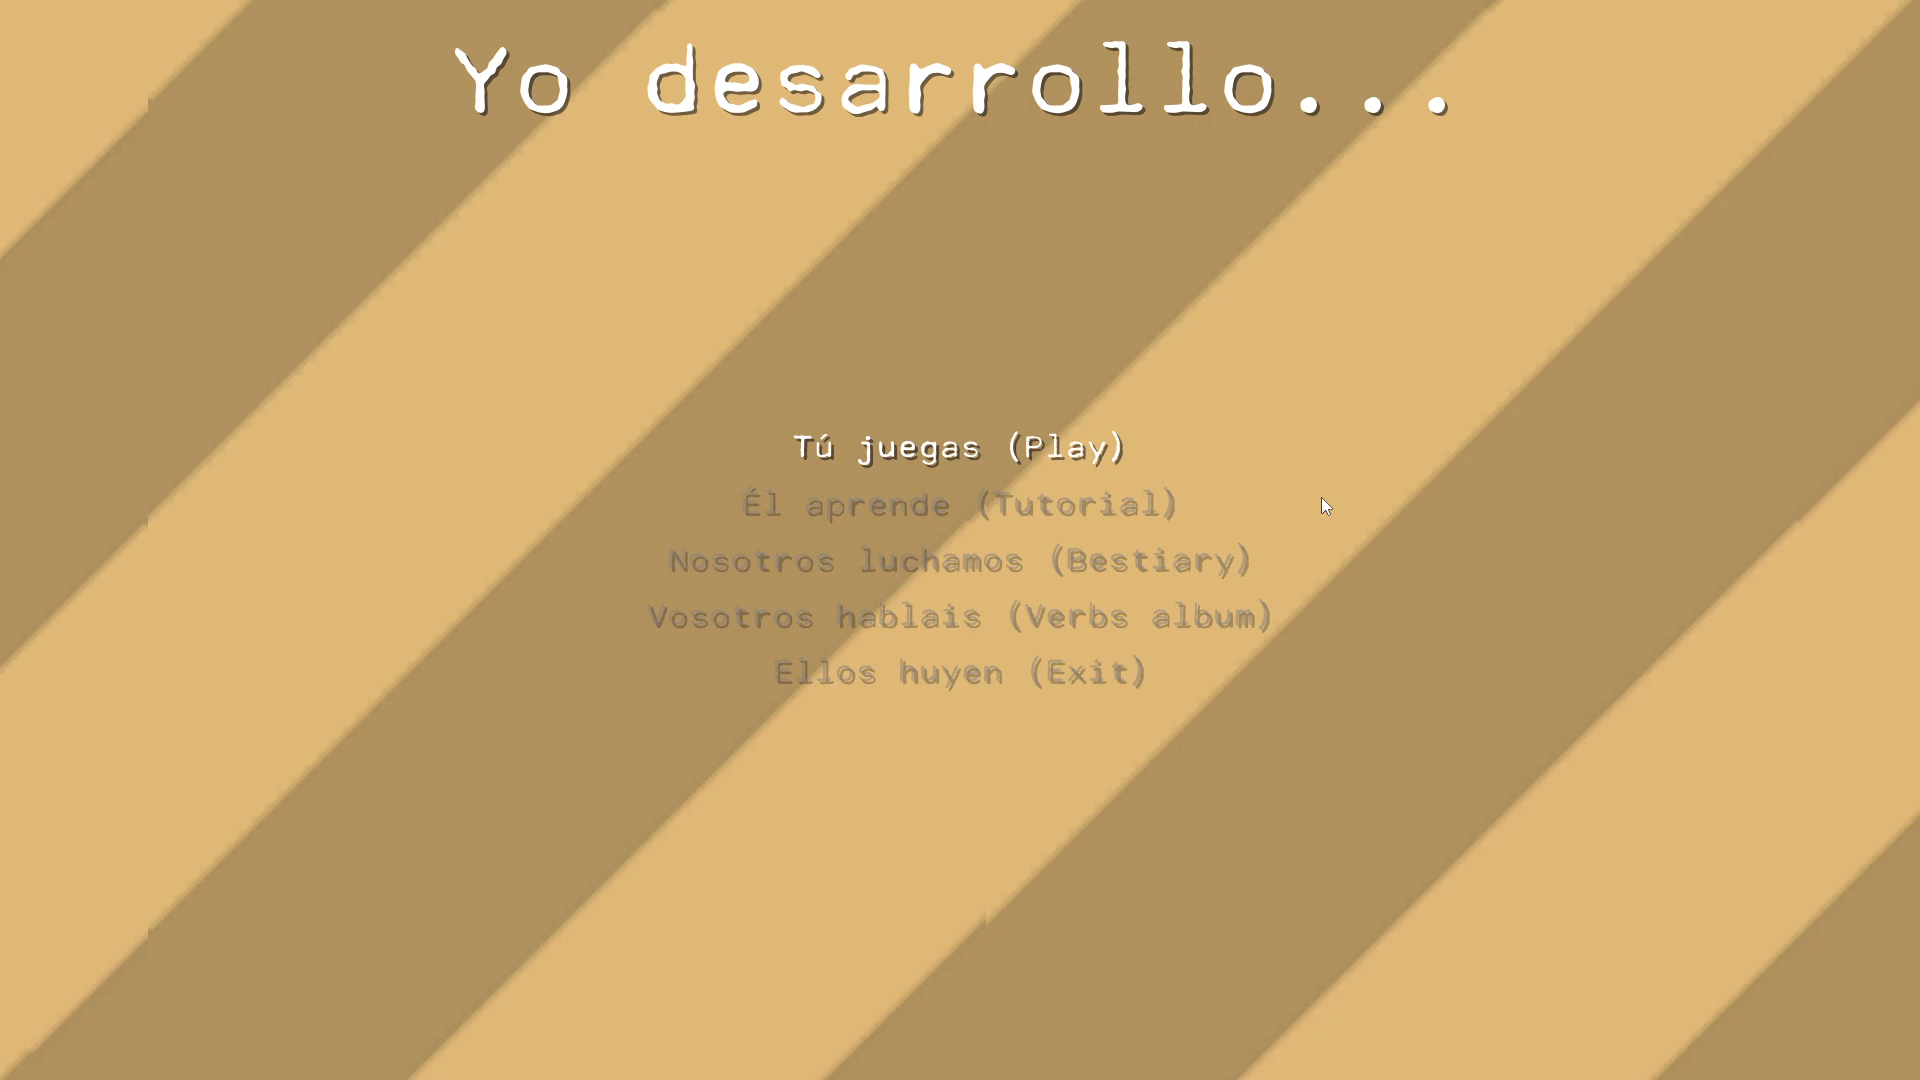 Yo desarrollo...
Tú juegas (Play)
Él aprende (Tutorial)
Nosotros luchamos (Bestiary)
Vosotros hablais (Verbs album)
Ellos huyen (Exit)